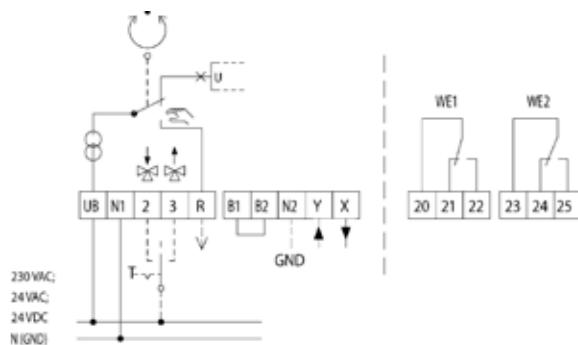 U
WE1
WE2
UB N1 2 3 R B1 B2 N2 Y X
20 21 22
23 24 25
T
GND
230 VAC;
24 VAC;
24 VDC
N (GND)